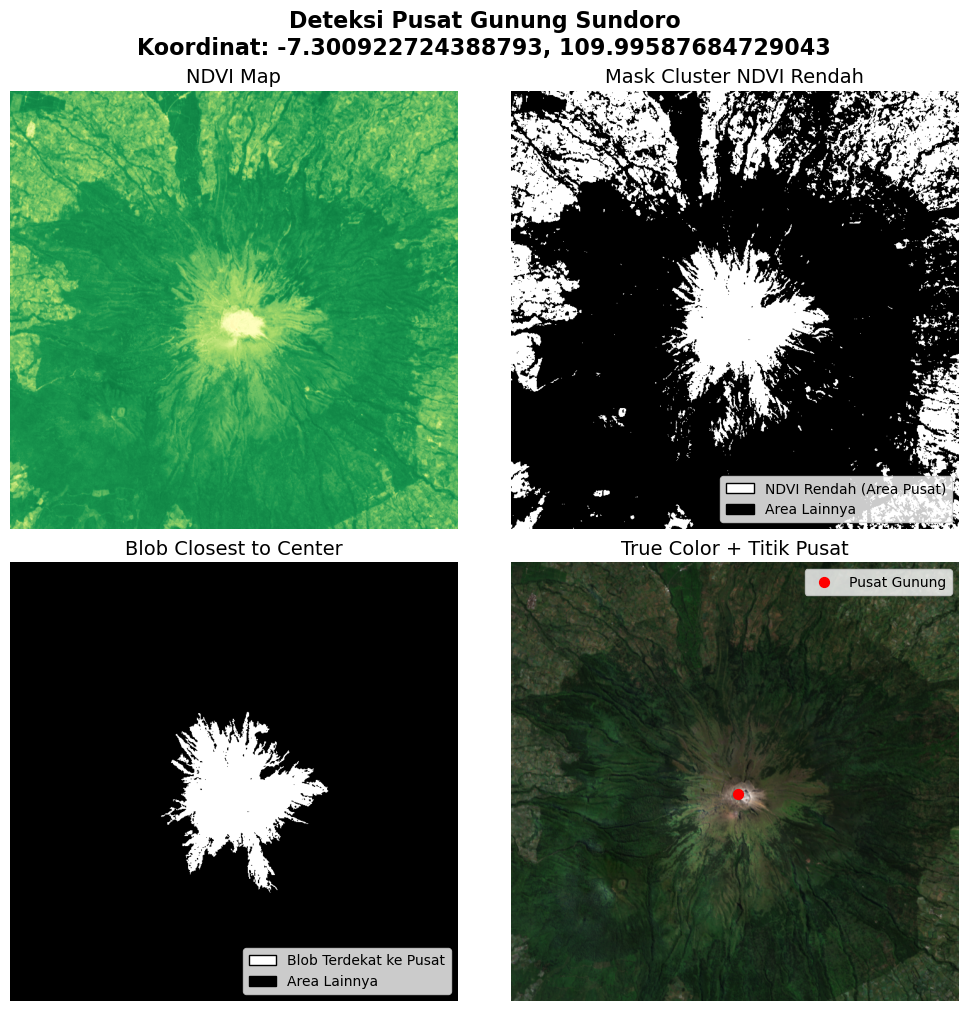 Deteksi Pusat Gunung Sundoro
Koordinat: -7.300922724388793, 109.99587684729043
NDVI Map
Mask Cluster NDVI Rendah
NDVI Rendah (Area Pusat)
Area Lainnya
Blob Closest to Center
True Color + Titik Pusat
Blob Terdekat ke Pusat
Area Lainnya
Pusat Gunung